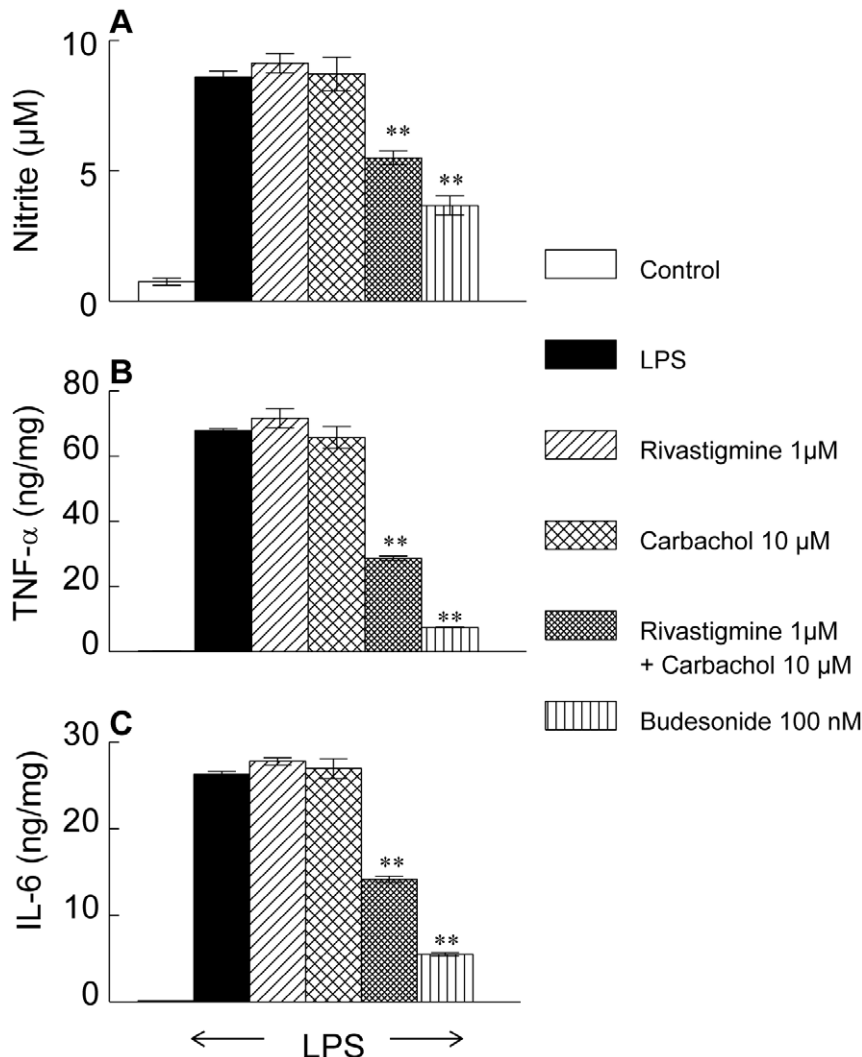 A
10
5
0
Nitrite (µM)
**
**
B
80
60
40
20
0
TNF-α (ng/mg)
**
**
C
30
20
10
0
IL-6 (ng/mg)
**
**
LPS
Control
LPS
Rivastigmine 1µM
Carbachol 10 µM
Rivastigmine 1µM
+ Carbachol 10 µM
Budesonide 100 nM